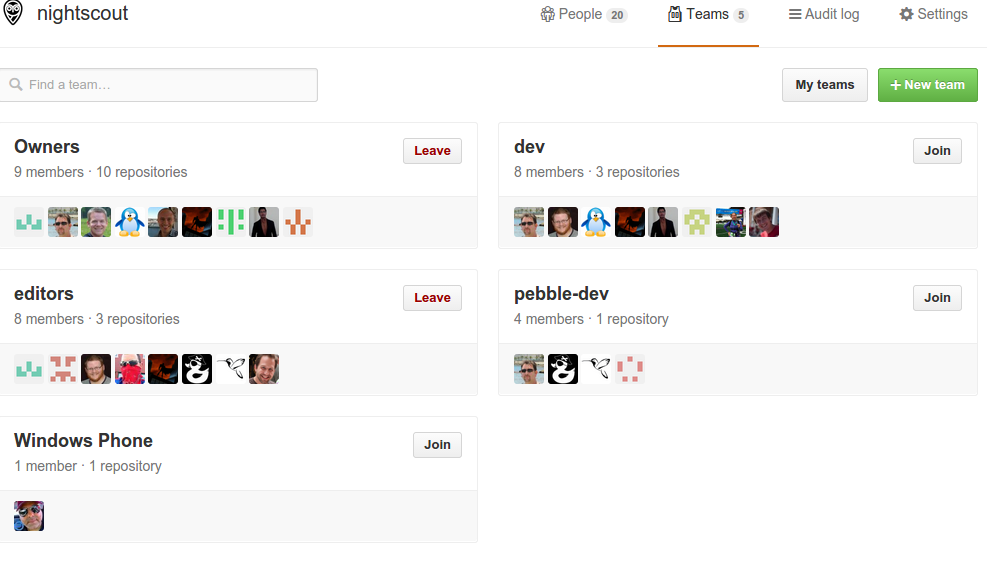 nightscout
People 20
Teams 5
Audit log
Settings
Find a team…
My teams
New team
Owners
Leave
9 members · 10 repositories
dev
Join
8 members · 3 repositories
editors
Leave
8 members · 3 repositories
pebble-dev
Join
4 members · 1 repository
Windows Phone
Join
1 member · 1 repository